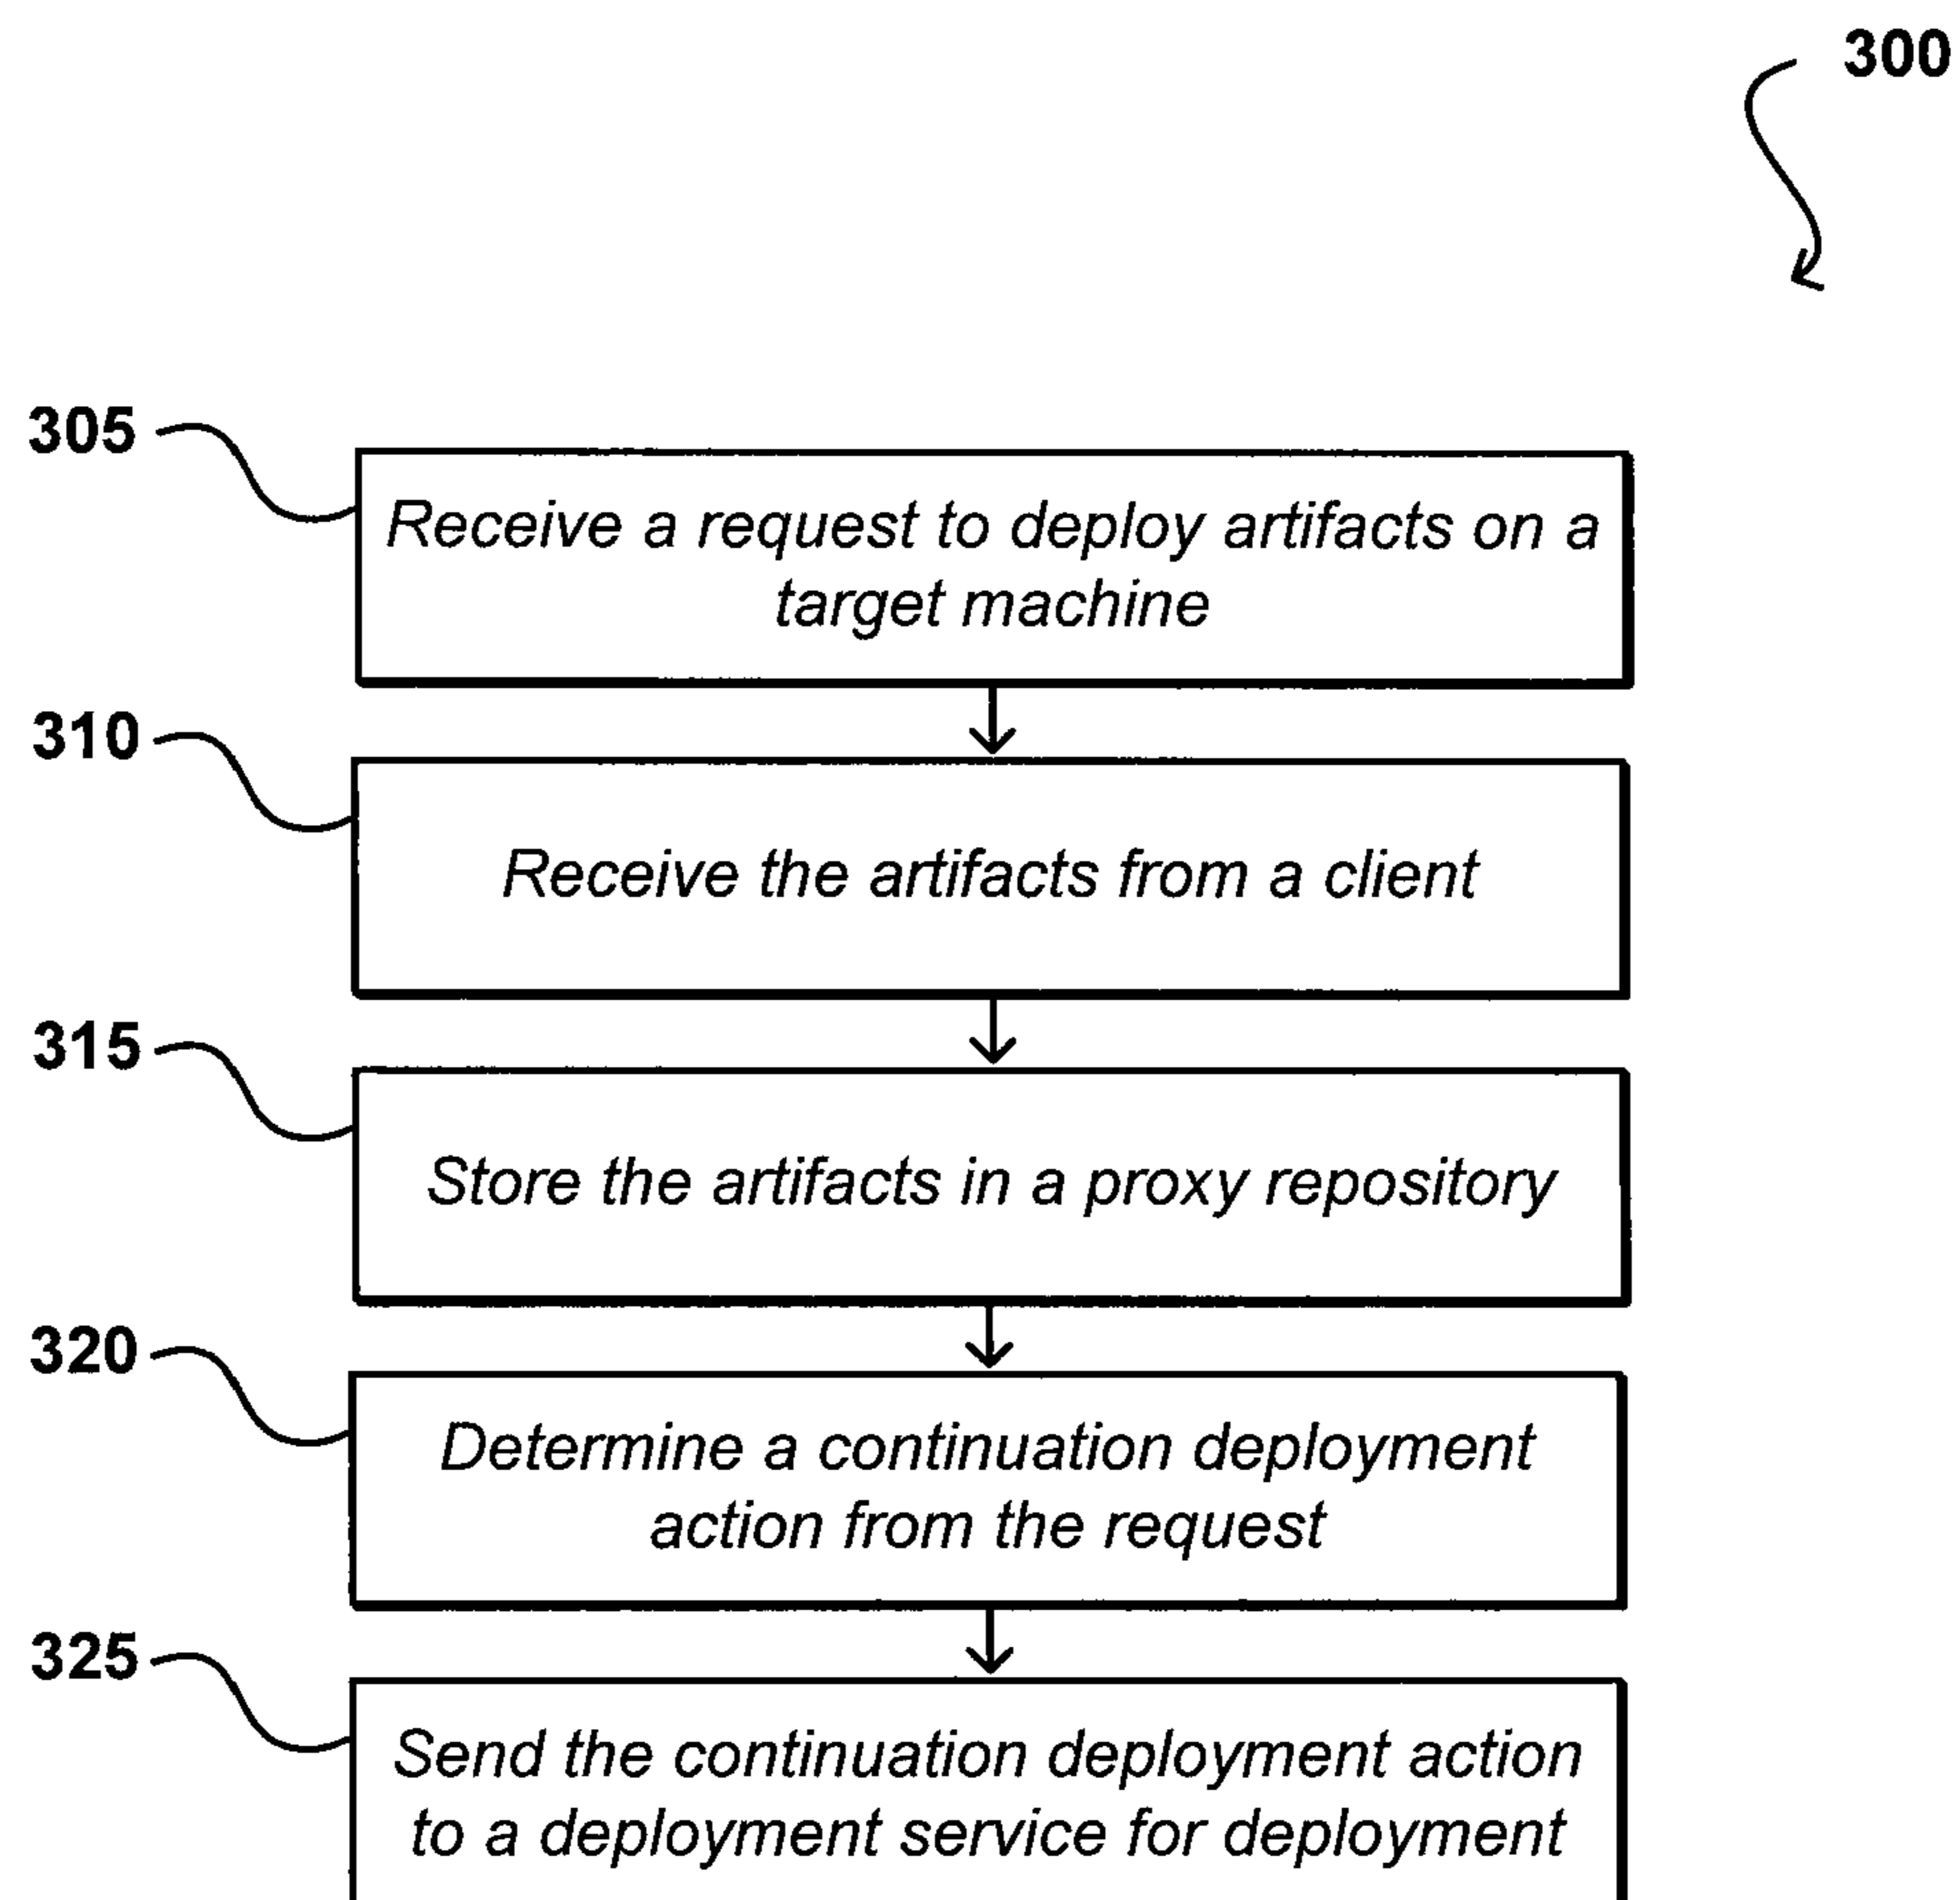 300
305
Receive a request to deploy artifacts on a
target machine
310
Receive the artifacts from a client
315
Store the artifacts in a proxy repository
320
Determine a continuation deployment
action from the request
325
Send the continuation deployment action
to a deployment service for deployment